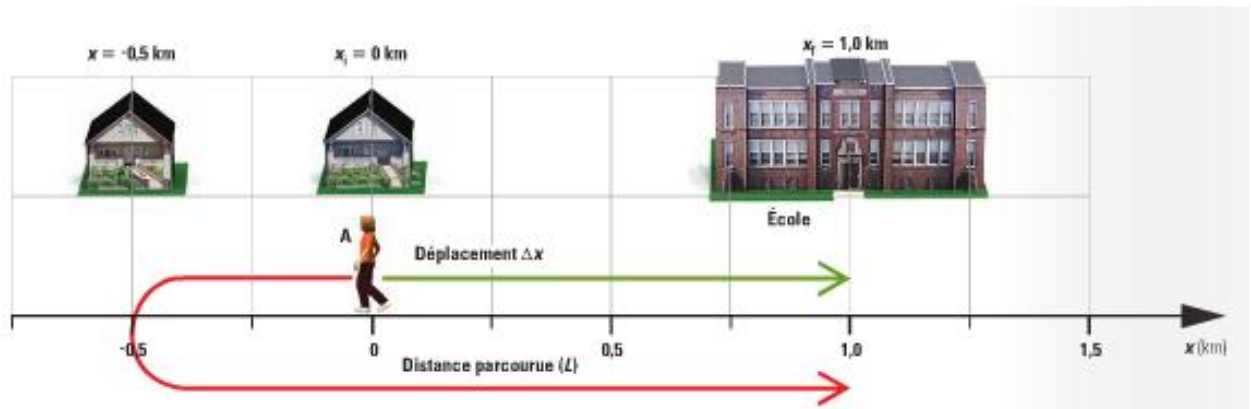 x = -0,5 km
xᵢ = 0 km
x_f = 1,0 km
École
A
Déplacement Δx
-0,5
0
0,5
1,0
1,5
x (km)
Distance parcourue (L)